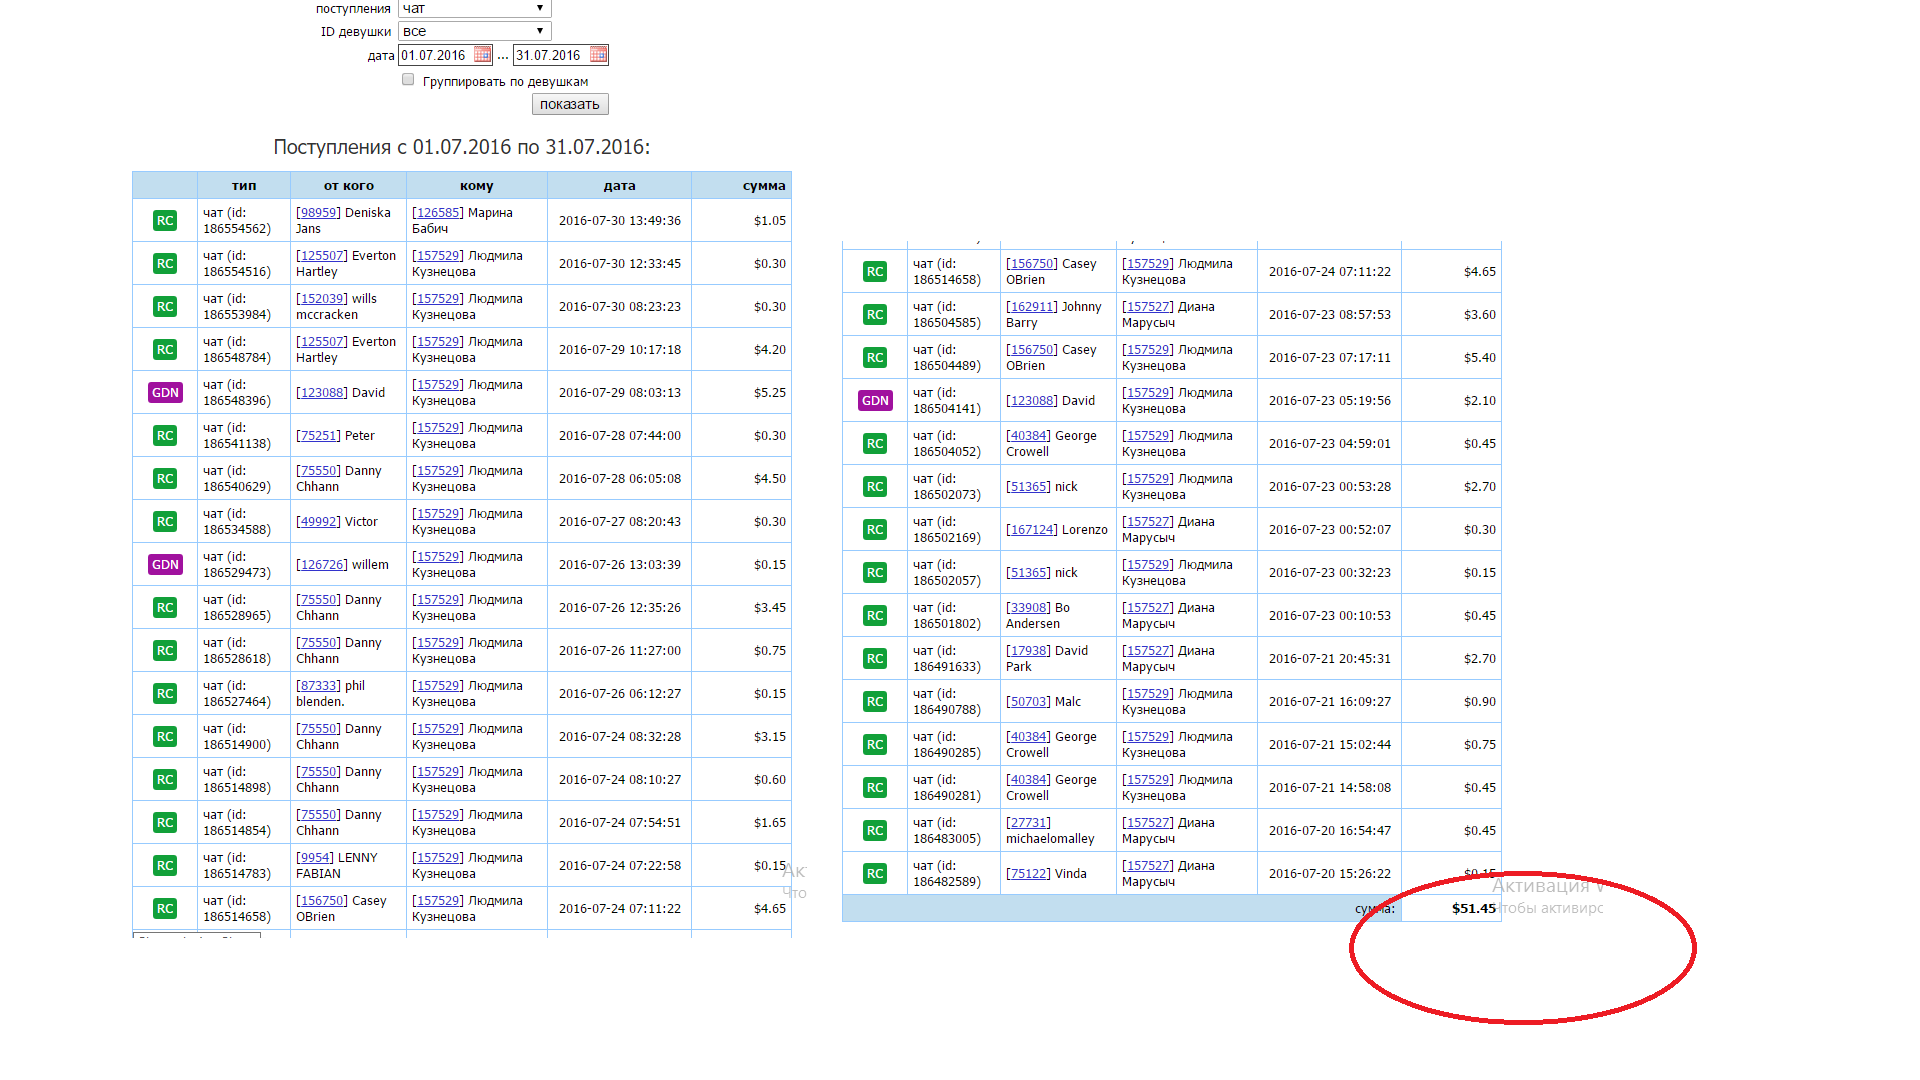 поступления чат
ID девушки все
дата 01.07.2016 ... 31.07.2016
Группировать по девушкам
показать
Поступления с 01.07.2016 по 31.07.2016:
тип от кого кому дата сумма
RC чат (id: 186554562) [98959] Deniska Jans [126585] Марина Бабич 2016-07-30 13:49:36 $1.05
RC чат (id: 186554516) [125507] Everton Hartley [157529] Людмила Кузнецова 2016-07-30 12:33:45 $0.30
RC чат (id: 186553984) [152039] wills mccracken [157529] Людмила Кузнецова 2016-07-30 08:23:23 $0.30
RC чат (id: 186548784) [125507] Everton Hartley [157529] Людмила Кузнецова 2016-07-29 10:17:18 $4.20
GDN чат (id: 186548396) [123088] David [157529] Людмила Кузнецова 2016-07-29 08:03:13 $5.25
RC чат (id: 186541138) [75251] Peter [157529] Людмила Кузнецова 2016-07-28 07:44:00 $0.30
RC чат (id: 186540629) [75550] Danny Chhann [157529] Людмила Кузнецова 2016-07-28 06:05:08 $4.50
RC чат (id: 186534588) [49992] Victor [157529] Людмила Кузнецова 2016-07-27 08:20:43 $0.30
GDN чат (id: 186529473) [126726] willem [157529] Людмила Кузнецова 2016-07-26 13:03:39 $0.15
RC чат (id: 186528965) [75550] Danny Chhann [157529] Людмила Кузнецова 2016-07-26 12:35:26 $3.45
RC чат (id: 186528618) [75550] Danny Chhann [157529] Людмила Кузнецова 2016-07-26 11:27:00 $0.75
RC чат (id: 186527464) [87333] phil blenden. [157529] Людмила Кузнецова 2016-07-26 06:12:27 $0.15
RC чат (id: 186514900) [75550] Danny Chhann [157529] Людмила Кузнецова 2016-07-24 08:32:28 $3.15
RC чат (id: 186514898) [75550] Danny Chhann [157529] Людмила Кузнецова 2016-07-24 08:10:27 $0.60
RC чат (id: 186514854) [75550] Danny Chhann [157529] Людмила Кузнецова 2016-07-24 07:54:51 $1.65
RC чат (id: 186514783) [9954] LENNY FABIAN [157529] Людмила Кузнецова 2016-07-24 07:22:58 $0.15
RC чат (id: 186514658) [156750] Casey OBrien [157529] Людмила Кузнецова 2016-07-24 07:11:22 $4.65
Ак
Что
RC чат (id: 186514658) [156750] Casey OBrien [157529] Людмила Кузнецова 2016-07-24 07:11:22 $4.65
RC чат (id: 186504585) [162911] Johnny Barry [157527] Диана Марусыч 2016-07-23 08:57:53 $3.60
RC чат (id: 186504489) [156750] Casey OBrien [157529] Людмила Кузнецова 2016-07-23 07:17:11 $5.40
GDN чат (id: 186504141) [123088] David [157529] Людмила Кузнецова 2016-07-23 05:19:56 $2.10
RC чат (id: 186504052) [40384] George Crowell [157529] Людмила Кузнецова 2016-07-23 04:59:01 $0.45
RC чат (id: 186502073) [51365] nick [157529] Людмила Кузнецова 2016-07-23 00:53:28 $2.70
RC чат (id: 186502169) [167124] Lorenzo [157527] Диана Марусыч 2016-07-23 00:52:07 $0.30
RC чат (id: 186502057) [51365] nick [157529] Людмила Кузнецова 2016-07-23 00:32:23 $0.15
RC чат (id: 186501802) [33908] Bo Andersen [157527] Диана Марусыч 2016-07-23 00:10:53 $0.45
RC чат (id: 186491633) [17938] David Park [157527] Диана Марусыч 2016-07-21 20:45:31 $2.70
RC чат (id: 186490788) [50703] Malc [157529] Людмила Кузнецова 2016-07-21 16:09:27 $0.90
RC чат (id: 186490285) [40384] George Crowell [157529] Людмила Кузнецова 2016-07-21 15:02:44 $0.75
RC чат (id: 186490281) [40384] George Crowell [157529] Людмила Кузнецова 2016-07-21 14:58:08 $0.45
RC чат (id: 186483005) [27731] michaelomalley [157527] Диана Марусыч 2016-07-20 16:54:47 $0.45
RC чат (id: 186482589) [75122] Vinda [157527] Диана Марусыч 2016-07-20 15:26:22 $0.15
сумма: $51.45
Активация
Чтобы активирс